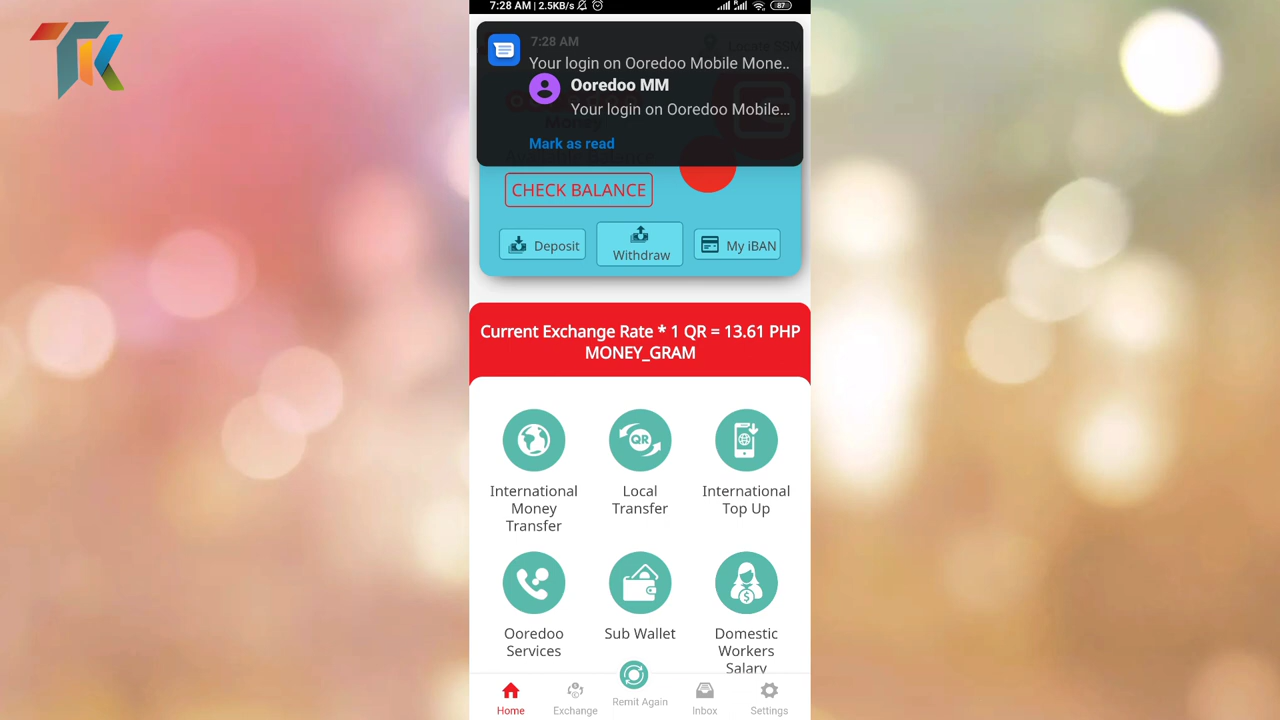 TK
7:28 AM | 2.5KB/s
87
7:28 AM
Your login on Ooredoo Mobile Mone..
Ooredoo MM
Your login on Ooredoo Mobile...
Mark as read
CHECK BALANCE
Deposit
Withdraw
My iBAN
Current Exchange Rate * 1 QR = 13.61 PHP
MONEY_GRAM
International
Money
Transfer
QR
Local
Transfer
International
Top Up
Ooredoo
Services
Sub Wallet
Domestic
Workers
Salary
Home
Exchange
Remit Again
Inbox
Settings